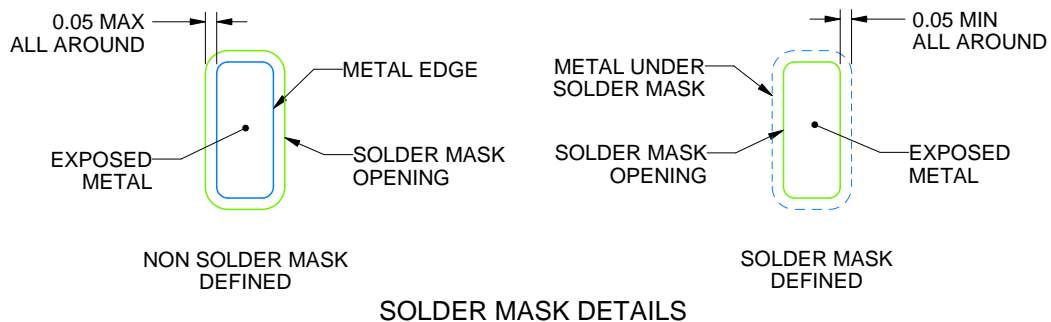 0.05 MAX
ALL AROUND
METAL EDGE
EXPOSED
METAL
SOLDER MASK
OPENING
NON SOLDER MASK
DEFINED
0.05 MIN
ALL AROUND
METAL UNDER
SOLDER MASK
SOLDER MASK
OPENING
EXPOSED
METAL
SOLDER MASK
DEFINED
SOLDER MASK DETAILS